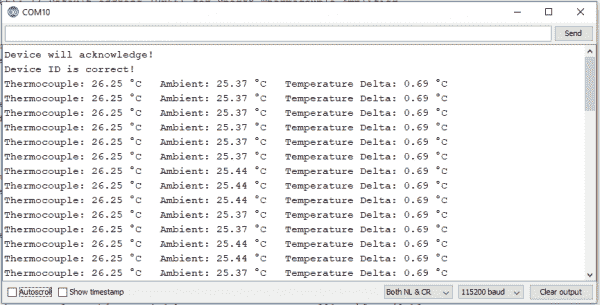 COM10
Send
Device will acknowledge!
Device ID is correct!
Thermocouple: 26.25 °C Ambient: 25.37 °C Temperature Delta: 0.69 °C
Thermocouple: 26.25 °C Ambient: 25.37 °C Temperature Delta: 0.69 °C
Thermocouple: 26.25 °C Ambient: 25.37 °C Temperature Delta: 0.69 °C
Thermocouple: 26.25 °C Ambient: 25.37 °C Temperature Delta: 0.69 °C
Thermocouple: 26.25 °C Ambient: 25.37 °C Temperature Delta: 0.69 °C
Thermocouple: 26.25 °C Ambient: 25.37 °C Temperature Delta: 0.69 °C
Thermocouple: 26.25 °C Ambient: 25.44 °C Temperature Delta: 0.69 °C
Thermocouple: 26.25 °C Ambient: 25.44 °C Temperature Delta: 0.69 °C
Thermocouple: 26.25 °C Ambient: 25.44 °C Temperature Delta: 0.69 °C
Thermocouple: 26.25 °C Ambient: 25.37 °C Temperature Delta: 0.69 °C
Thermocouple: 26.25 °C Ambient: 25.37 °C Temperature Delta: 0.69 °C
Thermocouple: 26.25 °C Ambient: 25.44 °C Temperature Delta: 0.69 °C
Thermocouple: 26.25 °C Ambient: 25.44 °C Temperature Delta: 0.69 °C
Thermocouple: 26.25 °C Ambient: 25.37 °C Temperature Delta: 0.69 °C
Autoscroll Show timestamp Both NL & CR 115200 baud Clear output